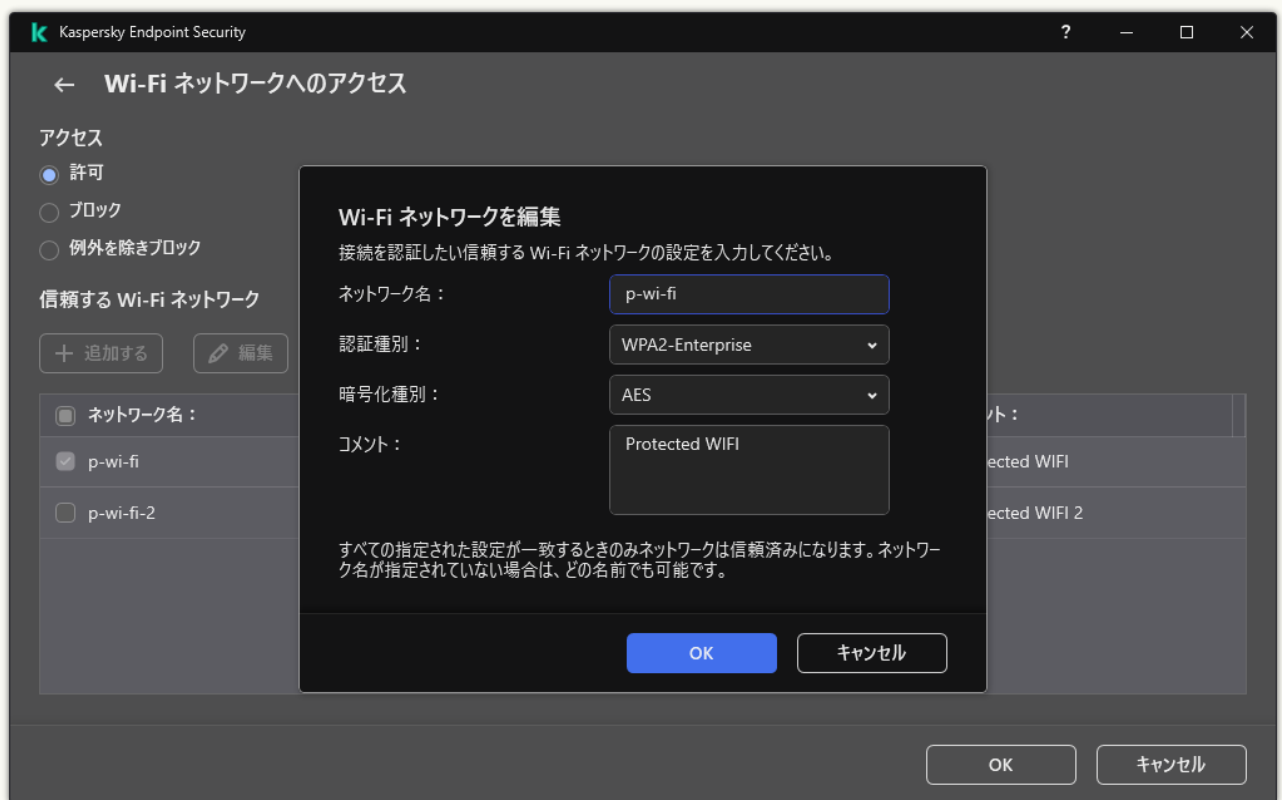 Kaspersky Endpoint Security
?
Wi-Fi ネットワークへのアクセス
アクセス
許可
ブロック
例外を除きブロック
信頼する Wi-Fi ネットワーク
追加する
編集
ネットワーク名：
ント：
p-wi-fi
ected WIFI
p-wi-fi-2
ected WIFI 2
Wi-Fi ネットワークを編集
接続を認証したい信頼する Wi-Fi ネットワークの設定を入力してください。
ネットワーク名：
p-wi-fi
認証種別：
WPA2-Enterprise
暗号化種別：
AES
コメント：
Protected WIFI
すべての指定された設定が一致するときのみネットワークは信頼済みになります。ネットワー
ク名が指定されていない場合は、どの名前でも可能です。
OK
キャンセル
OK
キャンセル